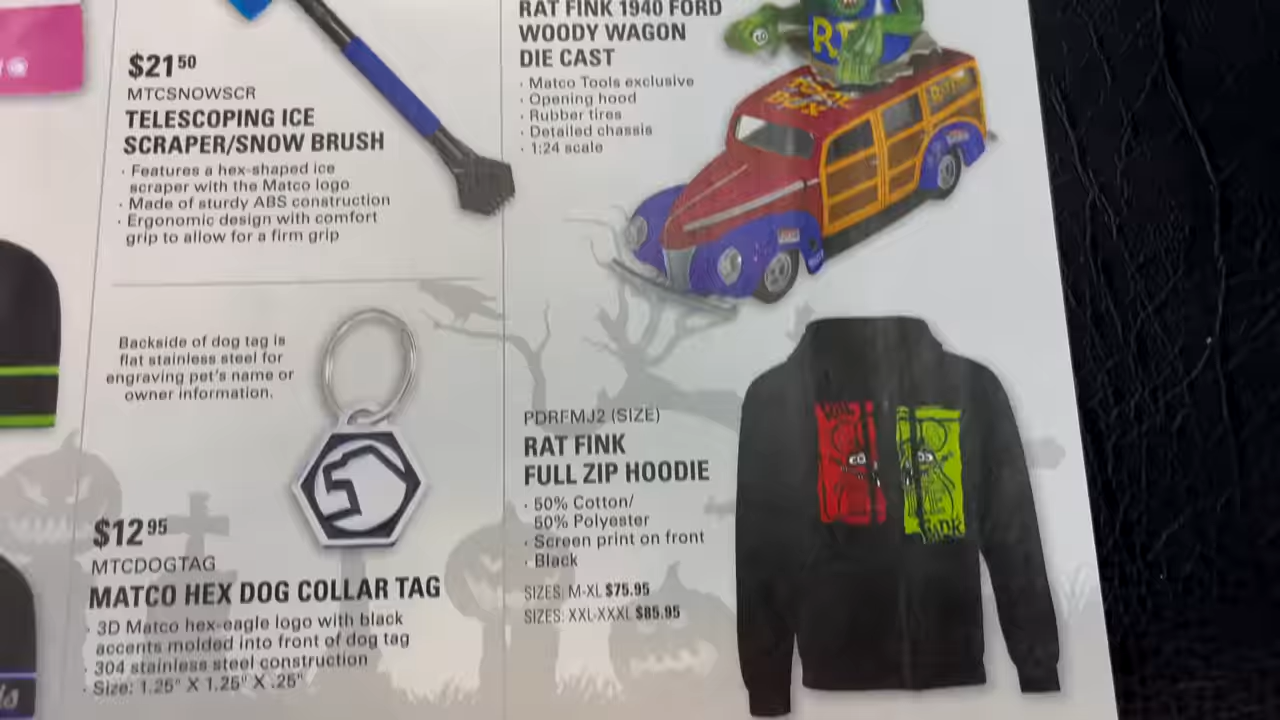 $21⁵⁰
MTCSNOWSCR
TELESCOPING ICE
SCRAPER/SNOW BRUSH
· Features a hex-shaped ice
scraper with the Matco logo
· Made of sturdy ABS construction
· Ergonomic design with comfort
grip to allow for a firm grip
Backside of dog tag is
flat stainless steel for
engraving pet's name or
owner information.
$12⁹⁵
MTCDOGTAG
MATCO HEX DOG COLLAR TAG
· 3D Matco hex-eagle logo with black
accents molded into front of dog tag
· 304 stainless steel construction
· Size: 1.25" X 1.25" X .25"
RAT FINK 1940 FORD
WOODY WAGON
DIE CAST
· Matco Tools exclusive
· Opening hood
· Rubber tires
· Detailed chassis
· 1:24 scale
PDRFMJ2 (SIZE)
RAT FINK
FULL ZIP HOODIE
· 50% Cotton/
50% Polyester
· Screen print on front
· Black
SIZES: M-XL $75.95
SIZES: XXL-XXXL $85.95